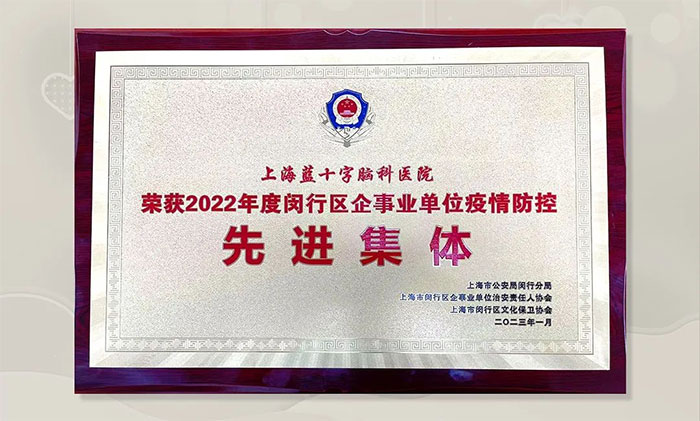 上海蓝十字脑科医院
荣获2022年度闵行区企事业单位疫情防控
先进集体
上海市公安局闵行分局
上海市闵行区企事业单位治安责任人协会
上海市闵行区文化保卫协会
二〇二三年一月